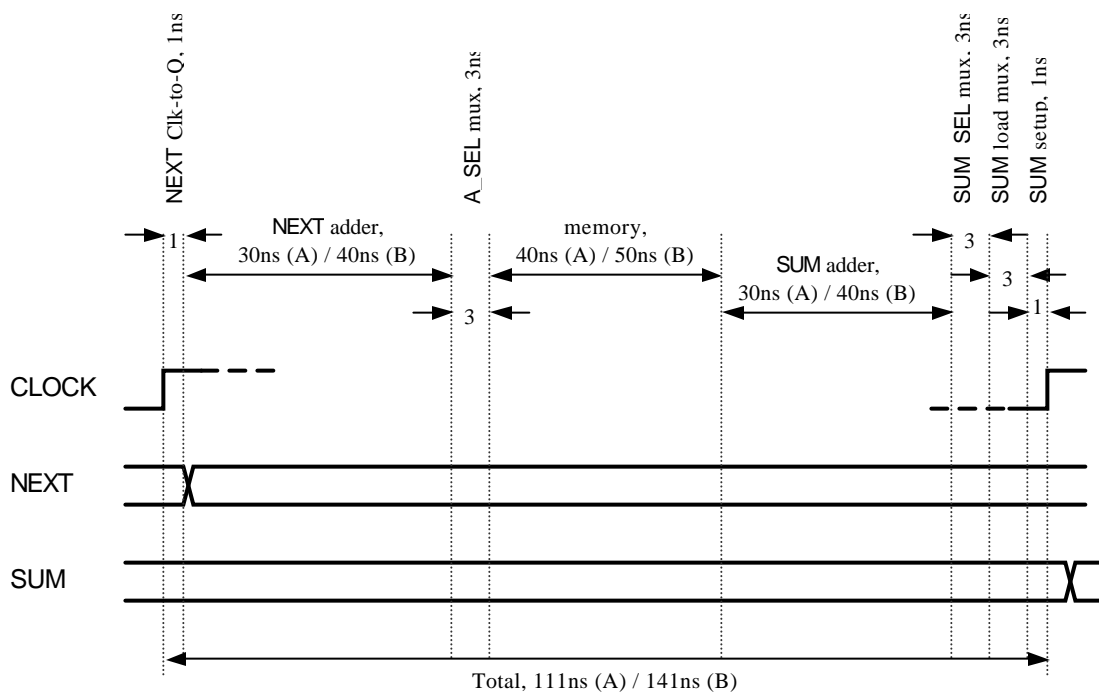 NEXT Clk-to-Q, 1ns
A_SEL mux, 3ns
SUM SEL mux. 3ns
SUM load mux, 3ns
SUM setup, 1ns
1
NEXT adder,
30ns (A) / 40ns (B)
3
memory,
40ns (A) / 50ns (B)
SUM adder,
30ns (A) / 40ns (B)
3
3
1
CLOCK
NEXT
SUM
Total, 111ns (A) / 141ns (B)